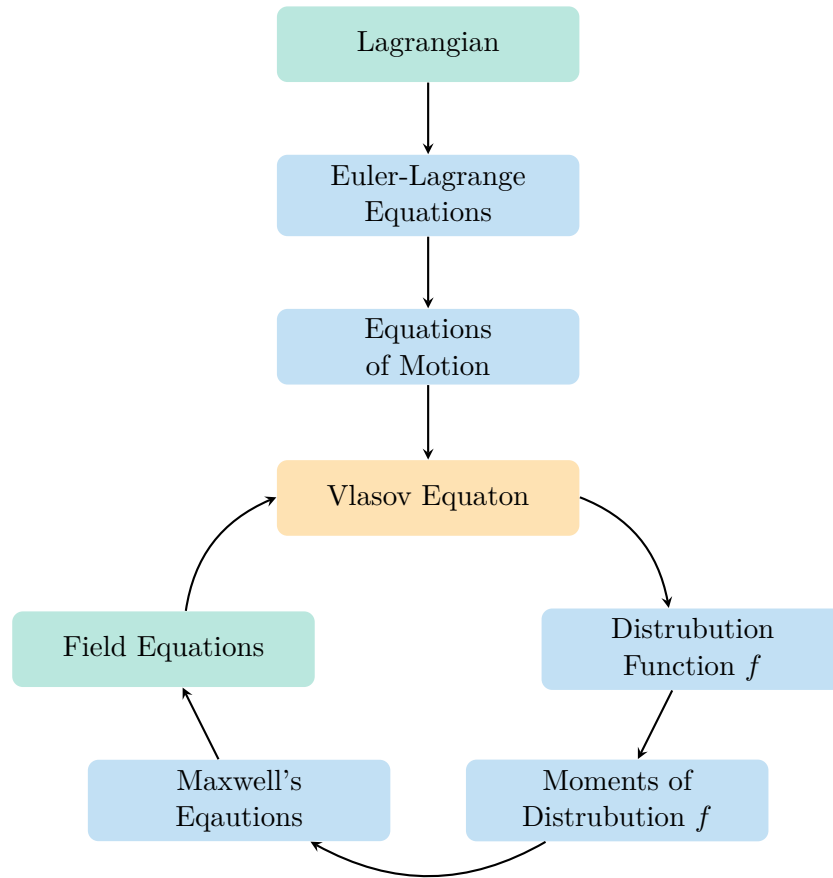 Lagrangian
Euler-Lagrange
Equations
Equations
of Motion
Vlasov Equaton
Field Equations
Distrubution
Function f
Maxwell's
Eqautions
Moments of
Distrubution f